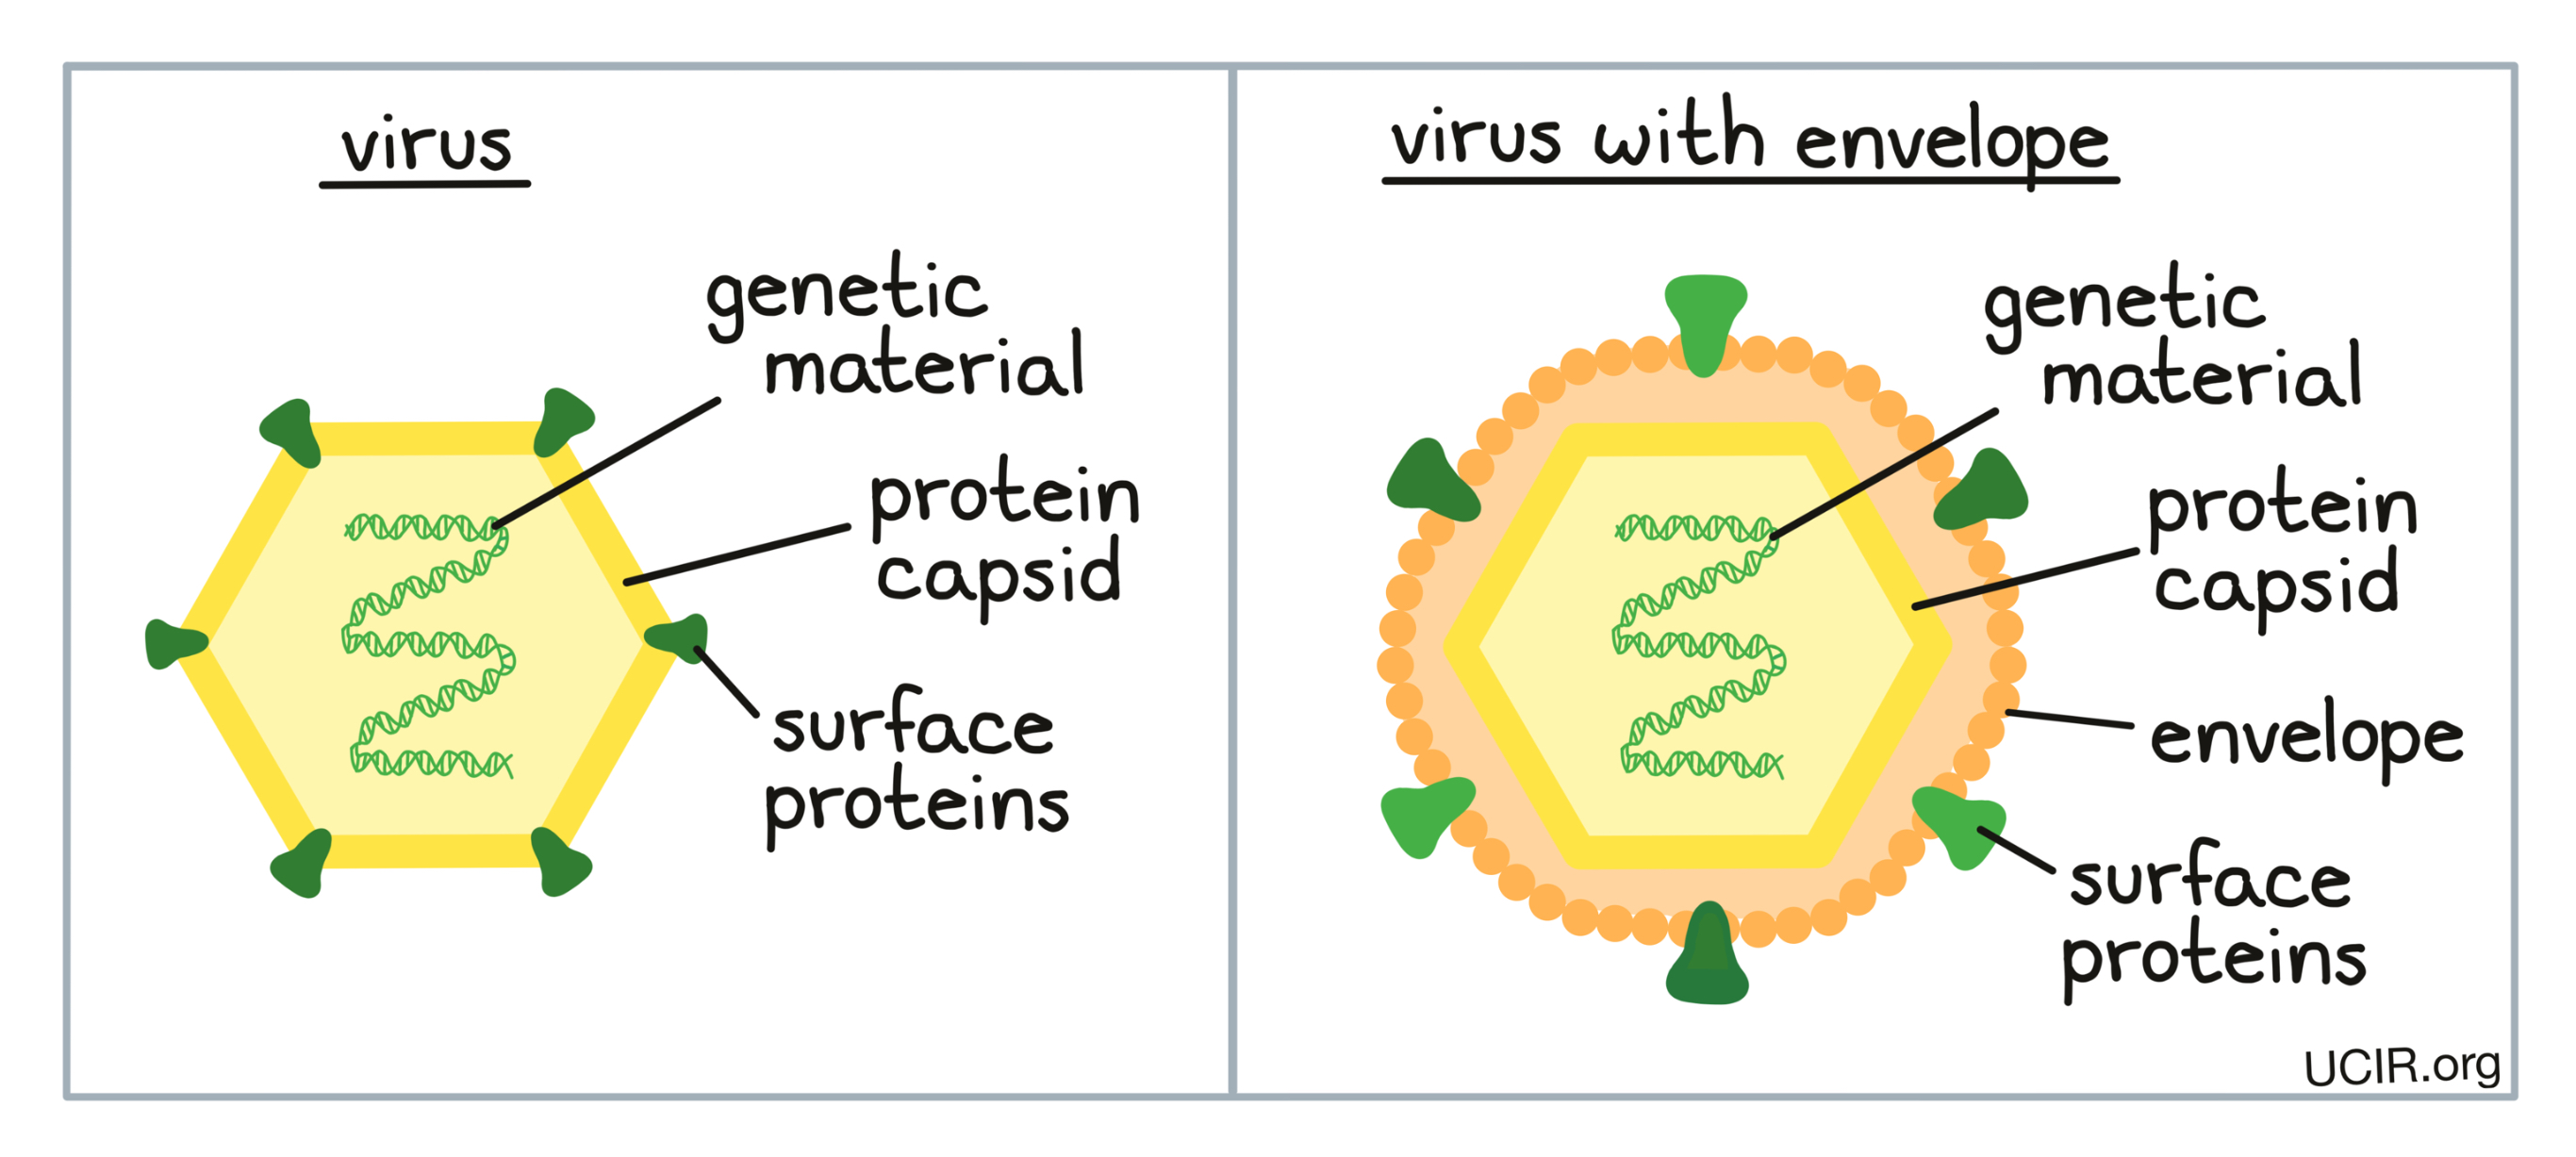 virus
genetic
material
protein
capsid
surface
proteins
virus with envelope
genetic
material
protein
capsid
envelope
surface
proteins
UCIR.org